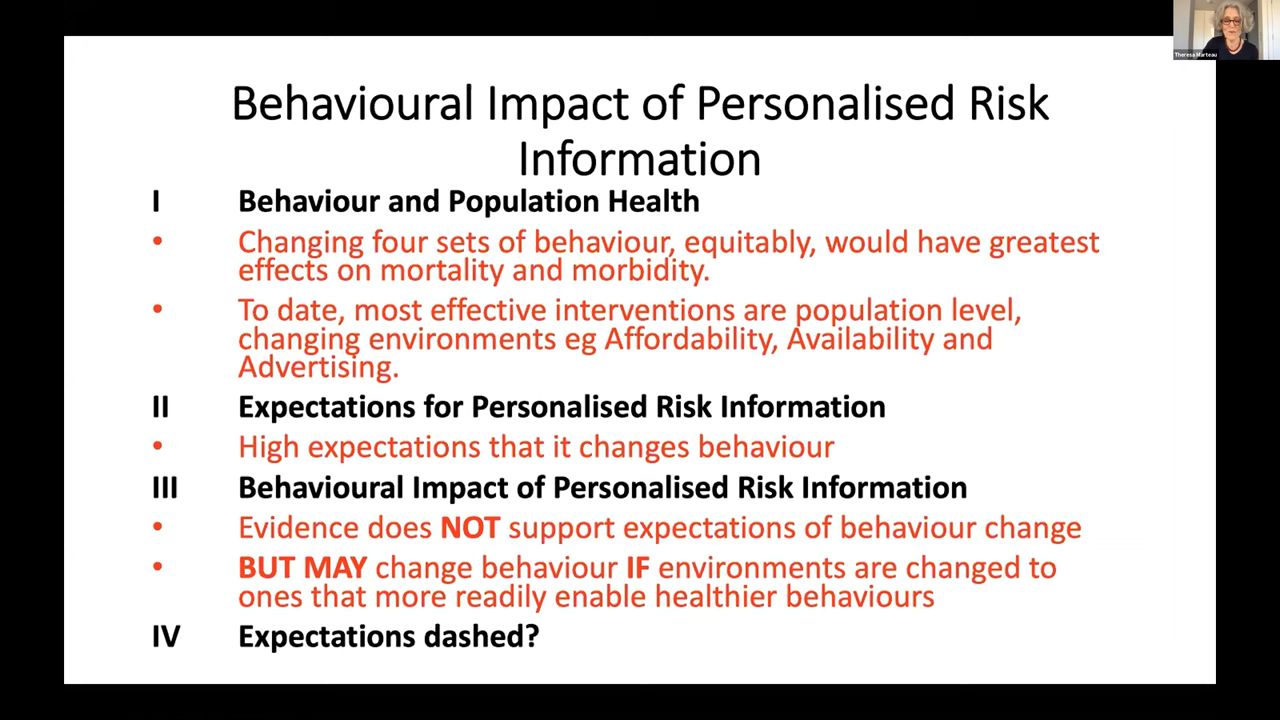 Theresa Marteau
Behavioural Impact of Personalised Risk
Information
I Behaviour and Population Health
• Changing four sets of behaviour, equitably, would have greatest
effects on mortality and morbidity.
• To date, most effective interventions are population level,
changing environments eg Affordability, Availability and
Advertising.
II Expectations for Personalised Risk Information
• High expectations that it changes behaviour
III Behavioural Impact of Personalised Risk Information
• Evidence does NOT support expectations of behaviour change
• BUT MAY change behaviour IF environments are changed to
ones that more readily enable healthier behaviours
IV Expectations dashed?